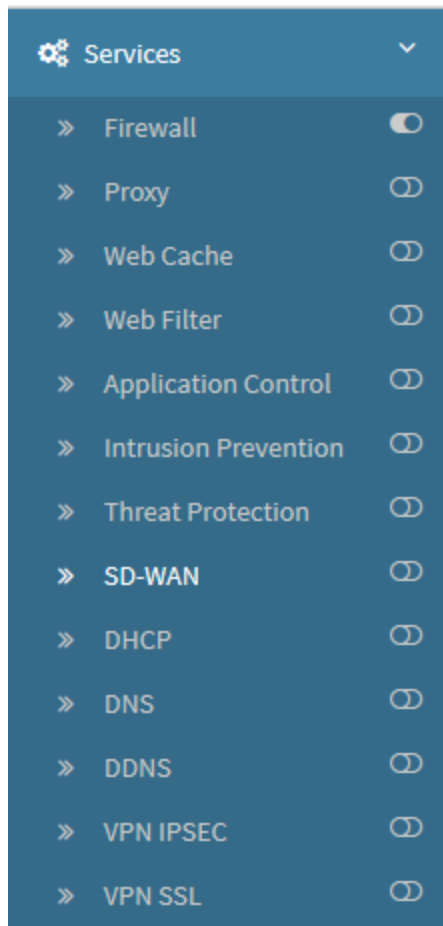 Services
Firewall
Proxy
Web Cache
Web Filter
Application Control
Intrusion Prevention
Threat Protection
SD-WAN
DHCP
DNS
DDNS
VPN IPSEC
VPN SSL